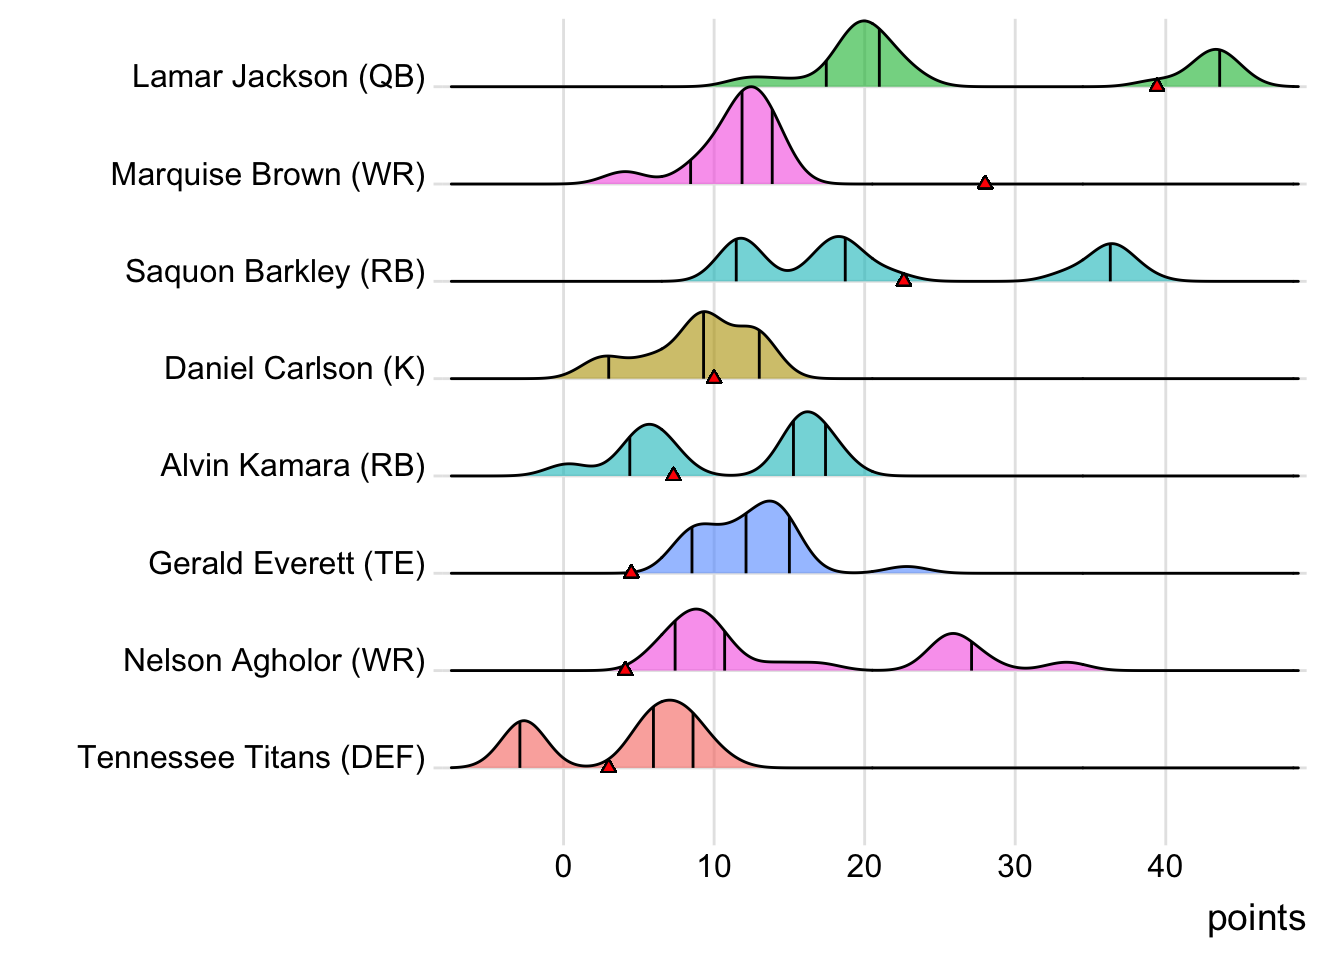 Lamar Jackson (QB)
Marquise Brown (WR)
Saquon Barkley (RB)
Daniel Carlson (K)
Alvin Kamara (RB)
Gerald Everett (TE)
Nelson Agholor (WR)
Tennessee Titans (DEF)
0 10 20 30 40
points